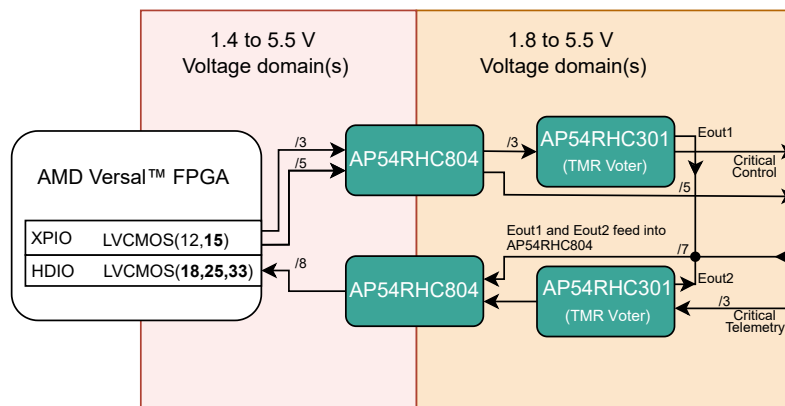 1.4 to 5.5 V
Voltage domain(s)
1.8 to 5.5 V
Voltage domain(s)
AMD Versal™ FPGA
XPIO LVCMOS(12,15)
HDIO LVCMOS(18,25,33)
/3
/5
/8
AP54RHC804
/3
AP54RHC301
(TMR Voter)
Eout1
Critical
Control
/5
Eout1 and Eout2 feed into
AP54RHC804
/7
AP54RHC804
AP54RHC301
(TMR Voter)
Eout2
/3
Critical
Telemetry